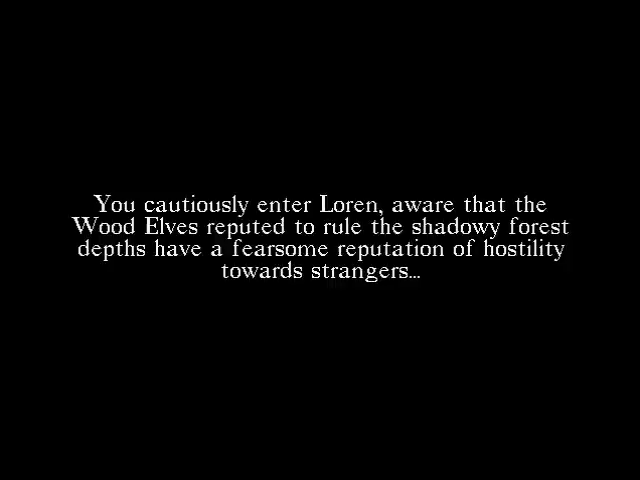 You cautiously enter Loren, aware that the
Wood Elves reputed to rule the shadowy forest
depths have a fearsome reputation of hostility
towards strangers...